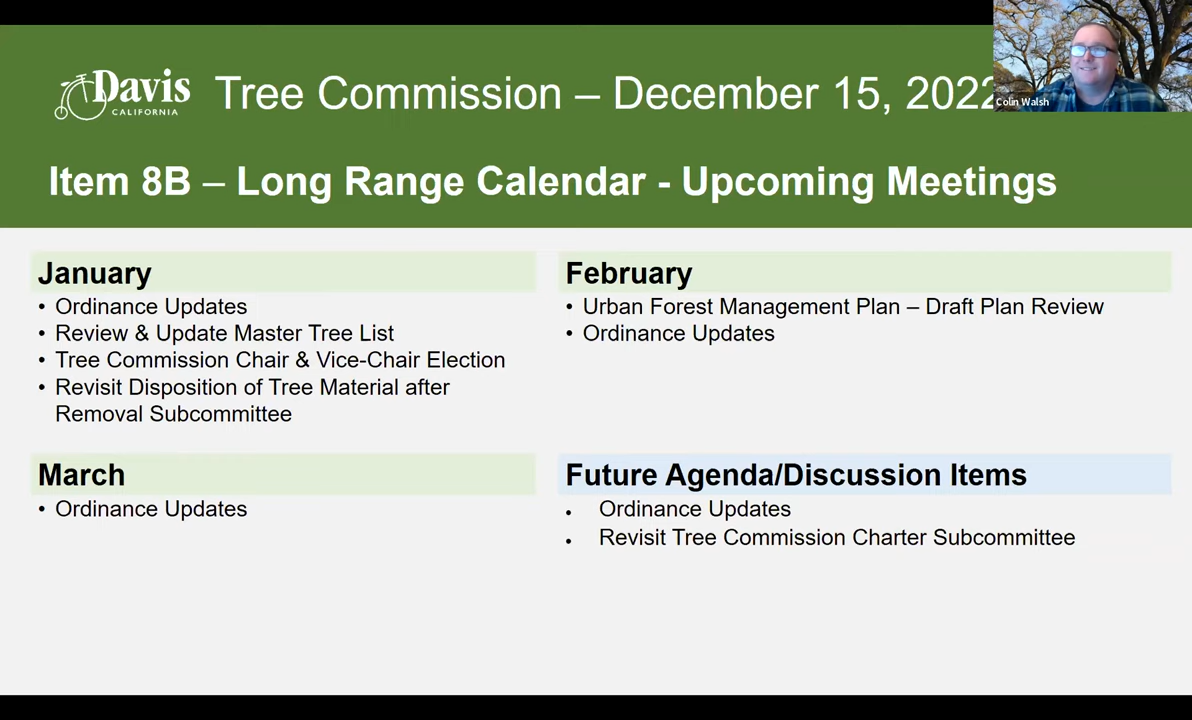 Davis
CALIFORNIA
Tree Commission – December 15, 2022
Colin Walsh
Item 8B – Long Range Calendar - Upcoming Meetings
January
• Ordinance Updates
• Review & Update Master Tree List
• Tree Commission Chair & Vice-Chair Election
• Revisit Disposition of Tree Material after
Removal Subcommittee
February
• Urban Forest Management Plan – Draft Plan Review
• Ordinance Updates
March
• Ordinance Updates
Future Agenda/Discussion Items
• Ordinance Updates
• Revisit Tree Commission Charter Subcommittee